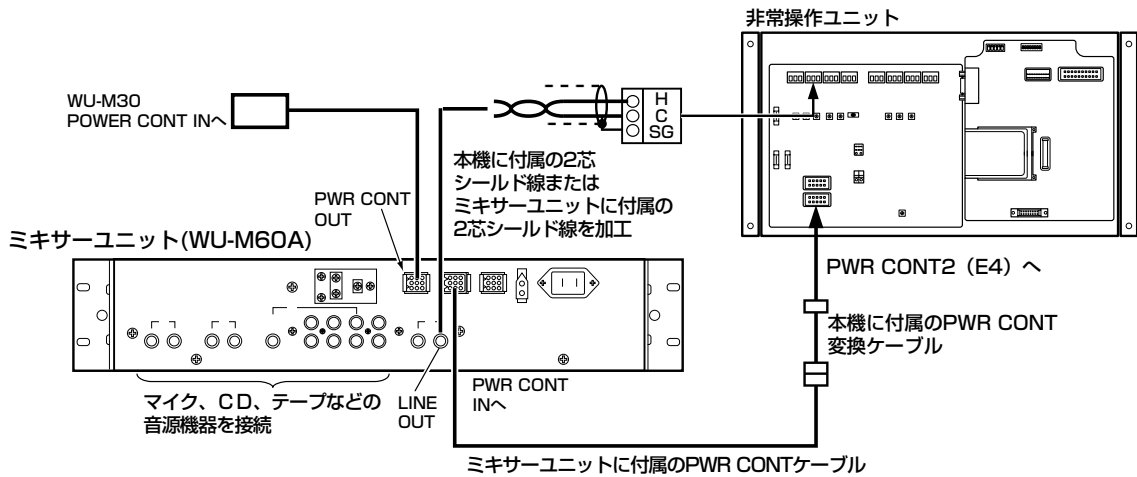 非常操作ユニット
WU-M30
POWER CONT INへ
H
C
SG
本機に付属の2芯
シールド線または
ミキサーユニットに付属の
2芯シールド線を加工
PWR CONT
OUT
ミキサーユニット(WU-M60A)
PWR CONT2（E4）へ
本機に付属のPWR CONT
変換ケーブル
マイク、CD、テープなどの
音源機器を接続
LINE
OUT
PWR CONT
INへ
ミキサーユニットに付属のPWR CONTケーブル